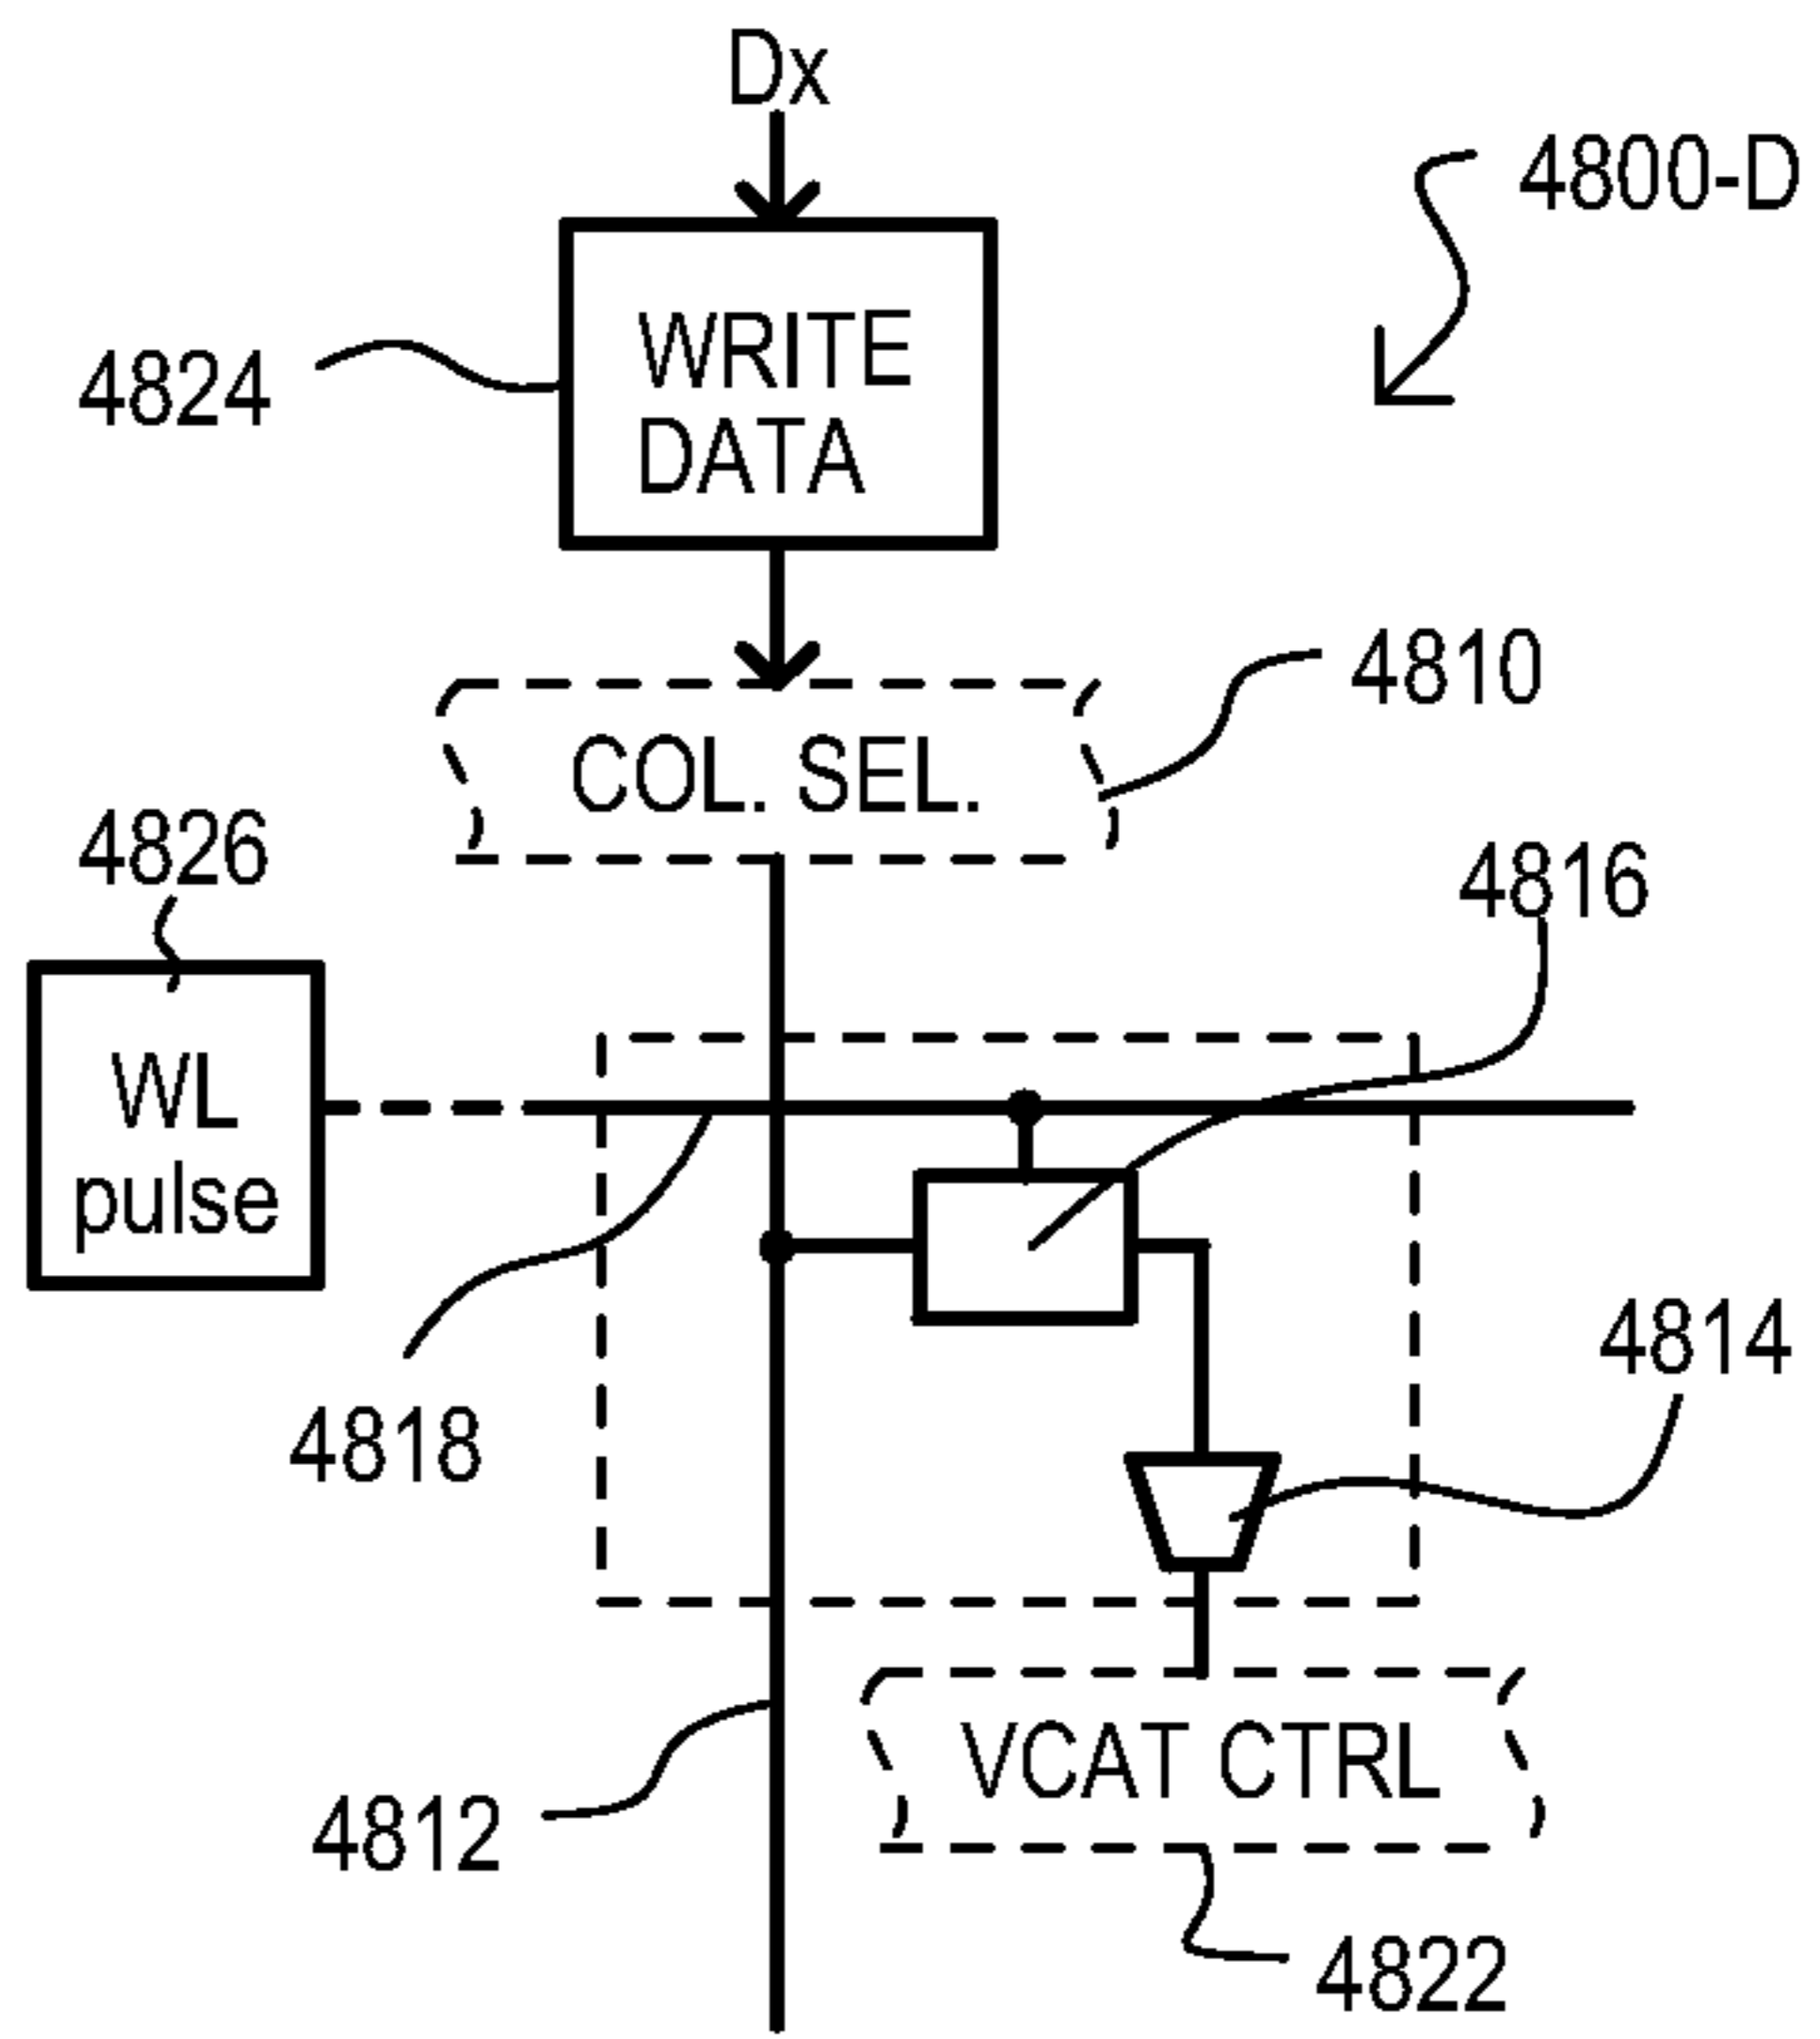 Dx
4800-D
WRITE
DATA
4824
4810
COL. SEL.
4826
4816
WL
pulse
4814
4818
VCAT CTRL
4812
4822